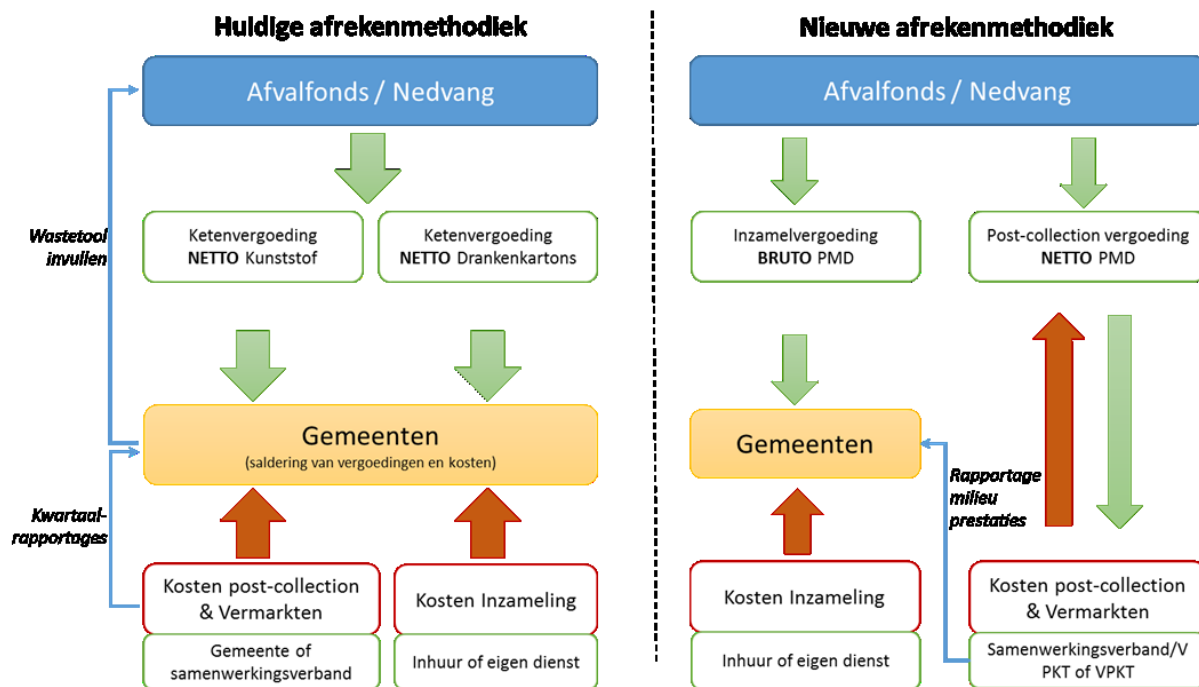 Huidige afrekenmethodiek
Afvalfonds / Nedvang
Wastetool
invullen
Ketenvergoeding
NETTO Kunststof
Ketenvergoeding
NETTO Drankenkartons
Gemeenten
(saldering van vergoedingen en kosten)
Kwartaal-
rapportages
Kosten post-collection
& Vermarkten
Gemeente of
samenwerkingsverband
Kosten Inzameling
Inhuur of eigen dienst
Nieuwe afrekenmethodiek
Afvalfonds / Nedvang
Inzamelvergoeding
BRUTO PMD
Post-collection vergoeding
NETTO PMD
Gemeenten
Rapportage
milieu
prestaties
Kosten Inzameling
Inhuur of eigen dienst
Kosten post-collection
& Vermarkten
Samenwerkingsverband/V
PKT of VPKT